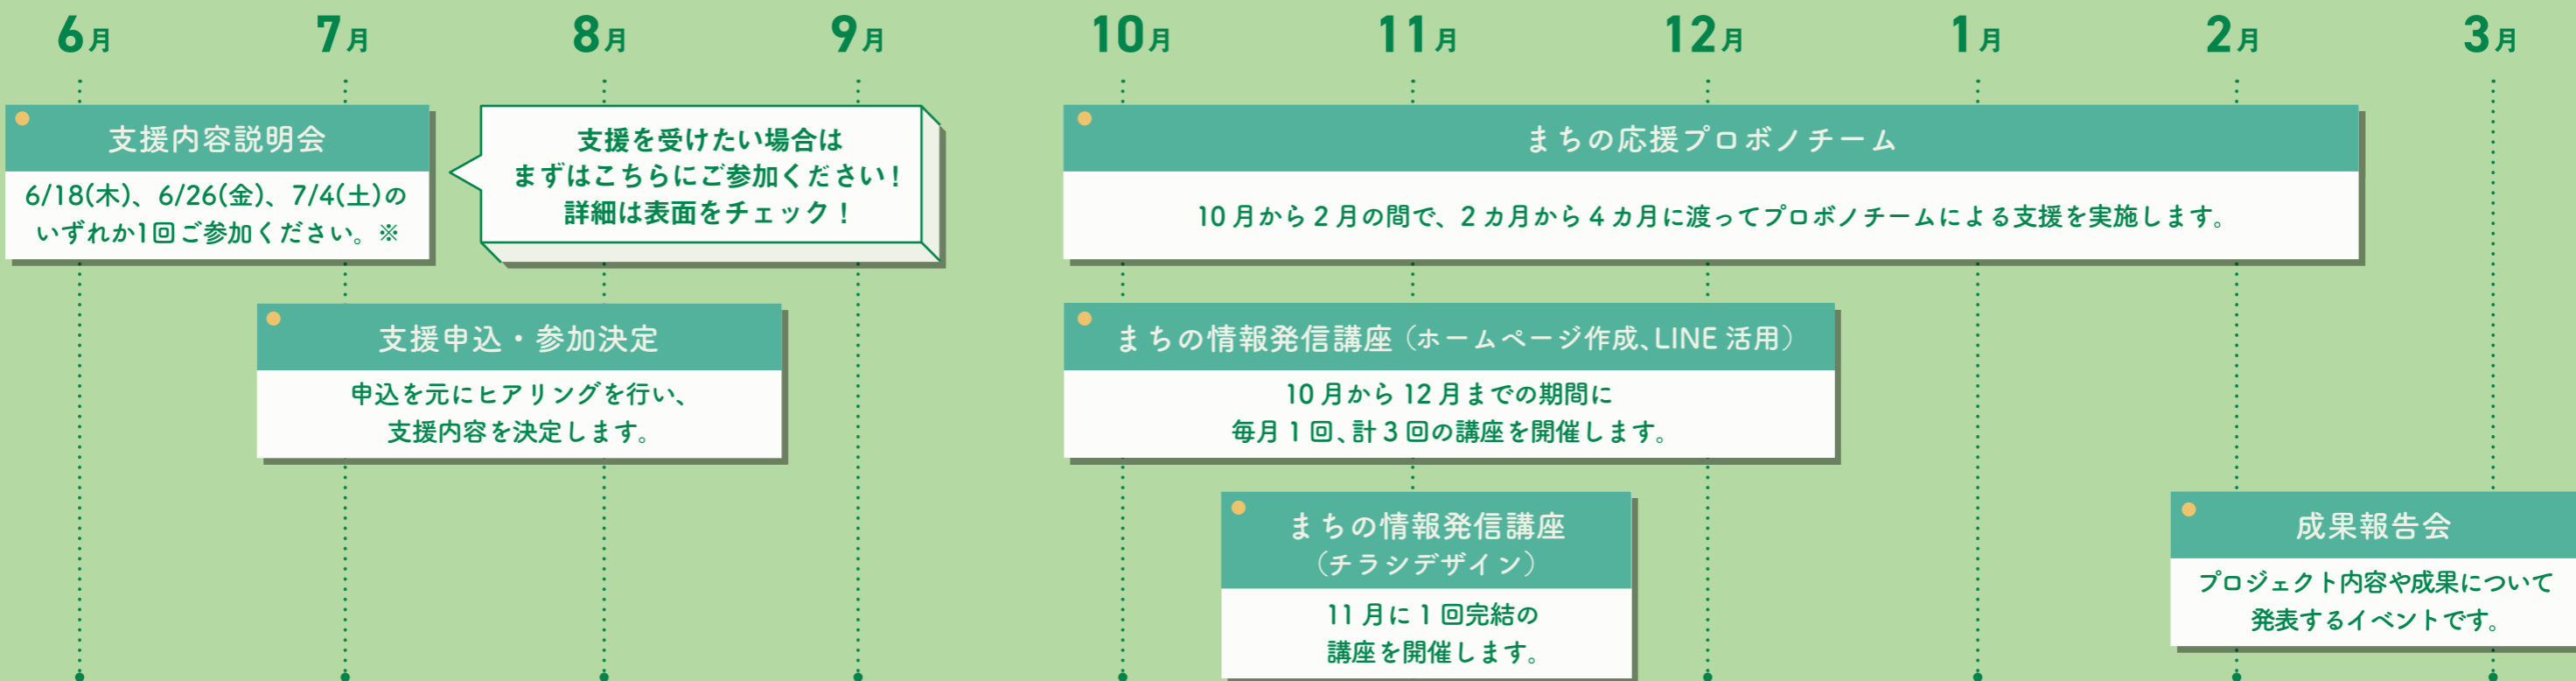 6月 7月 8月 9月 10月 11月 12月 1月 2月 3月
支援内容説明会
6/18(木)、6/26(金)、7/4(土)の
いずれか1回ご参加ください。※
支援を受けたい場合は
まずはこちらにご参加ください！
詳細は表面をチェック！
まちの応援プロボノチーム
10月から2月の間で、2カ月から4カ月に渡ってプロボノチームによる支援を実施します。
支援申込・参加決定
申込を元にヒアリングを行い、
支援内容を決定します。
まちの情報発信講座（ホームページ作成、LINE活用）
10月から12月までの期間に
毎月1回、計3回の講座を開催します。
まちの情報発信講座
（チラシデザイン）
11月に1回完結の
講座を開催します。
成果報告会
プロジェクト内容や成果について
発表するイベントです。